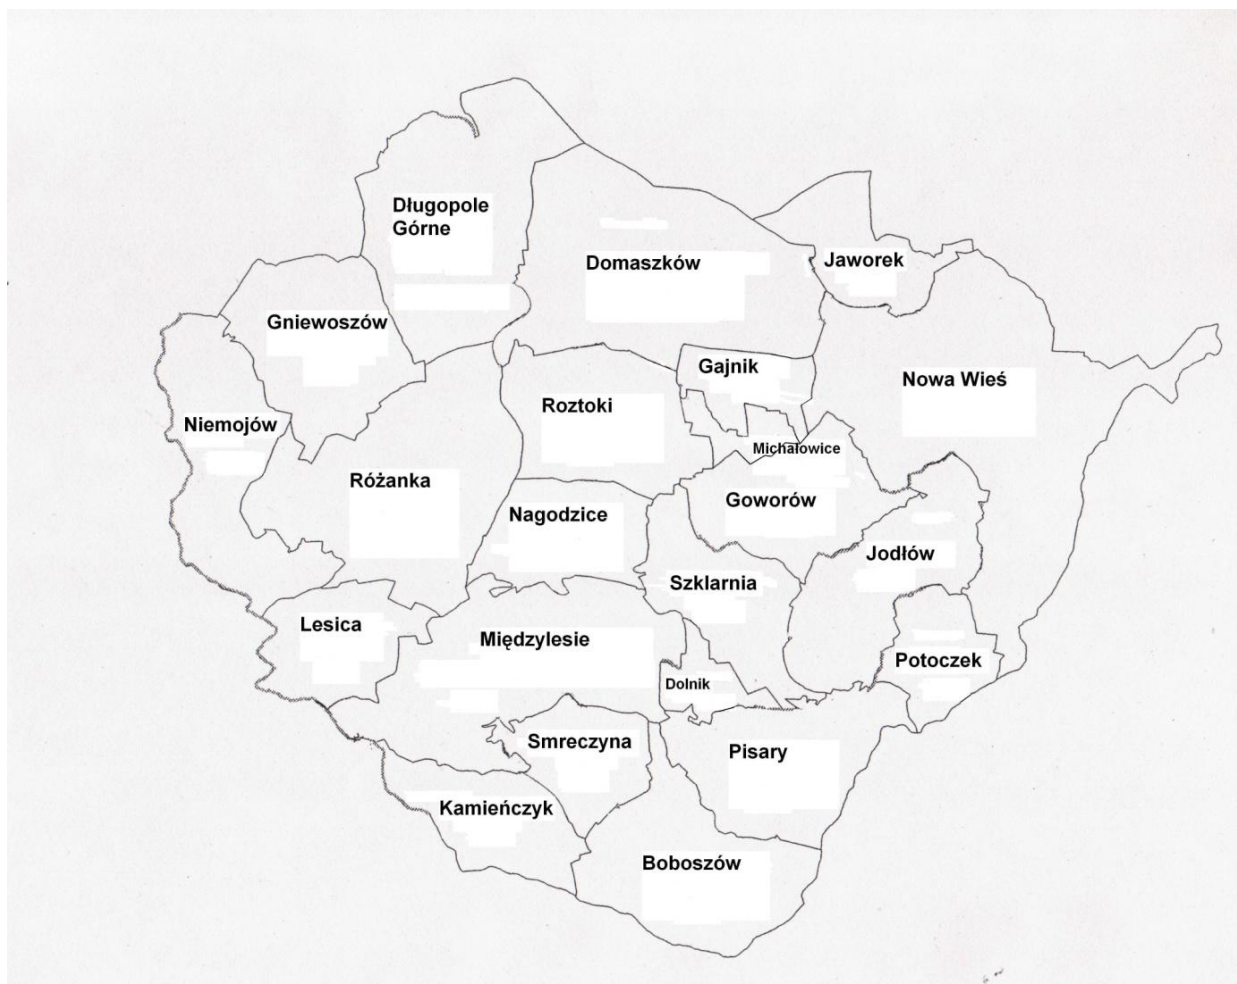 Długopole
Górne
Domaszków
Jaworek
Gniewoszów
Gajnik
Nowa Wieś
Roztoki
Niemojów
Michałowice
Różanka
Goworów
Nagodzice
Jodłów
Szklarnia
Lesica
Międzylesie
Potoczek
Dolnik
Smreczyna
Pisary
Kamieńczyk
Boboszów